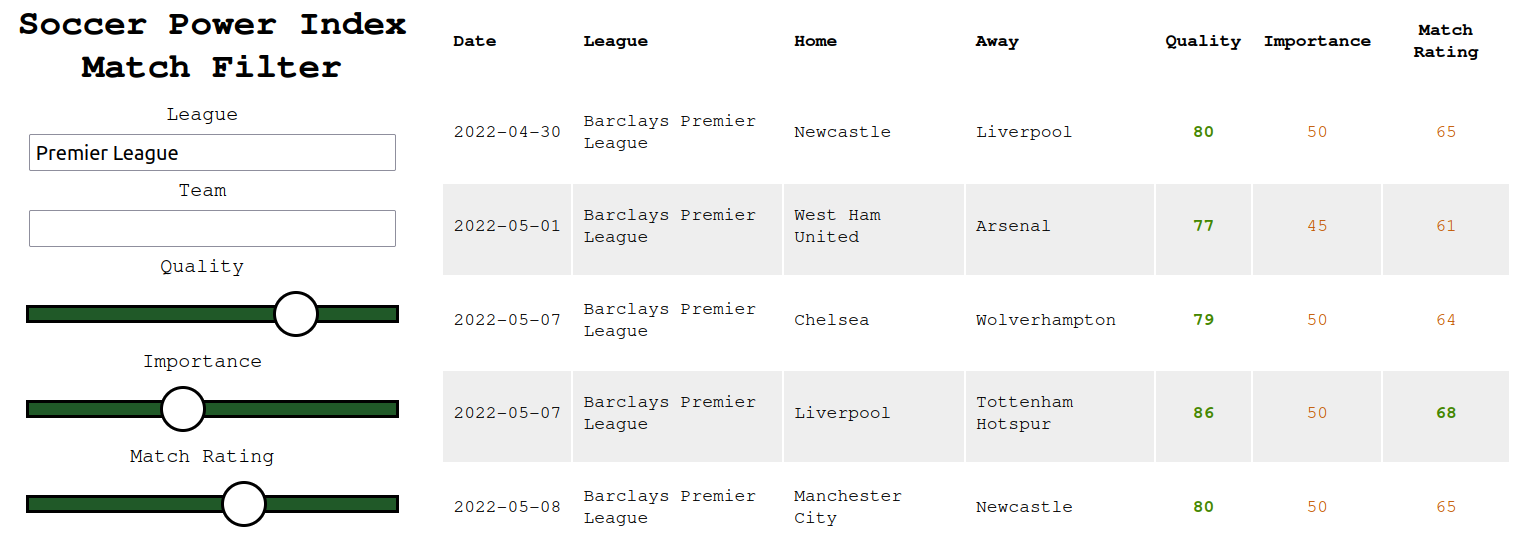 Soccer Power Index
Match Filter
League
Premier League
Team
Quality
Importance
Match Rating
Date League Home Away Quality Importance Match
Rating
2022-04-30 Barclays Premier
League Newcastle Liverpool 80 50 65
2022-05-01 Barclays Premier
League West Ham
United Arsenal 77 45 61
2022-05-07 Barclays Premier
League Chelsea Wolverhampton 79 50 64
2022-05-07 Barclays Premier
League Liverpool Tottenham
Hotspur 86 50 68
2022-05-08 Barclays Premier
League Manchester
City Newcastle 80 50 65